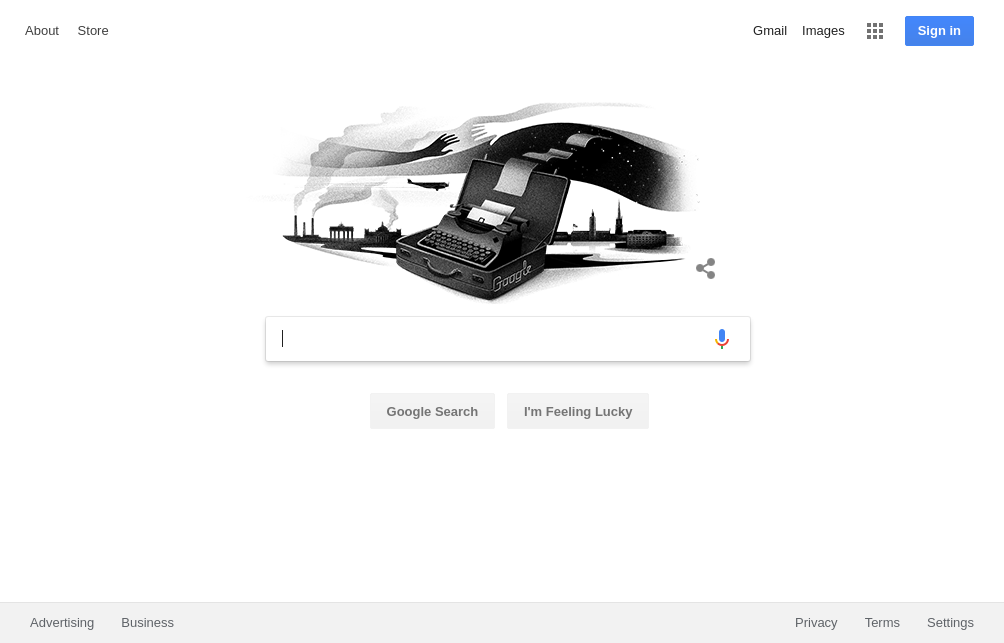 About Store
Gmail Images Sign in
Google
Google Search I'm Feeling Lucky
Advertising Business
Privacy Terms Settings